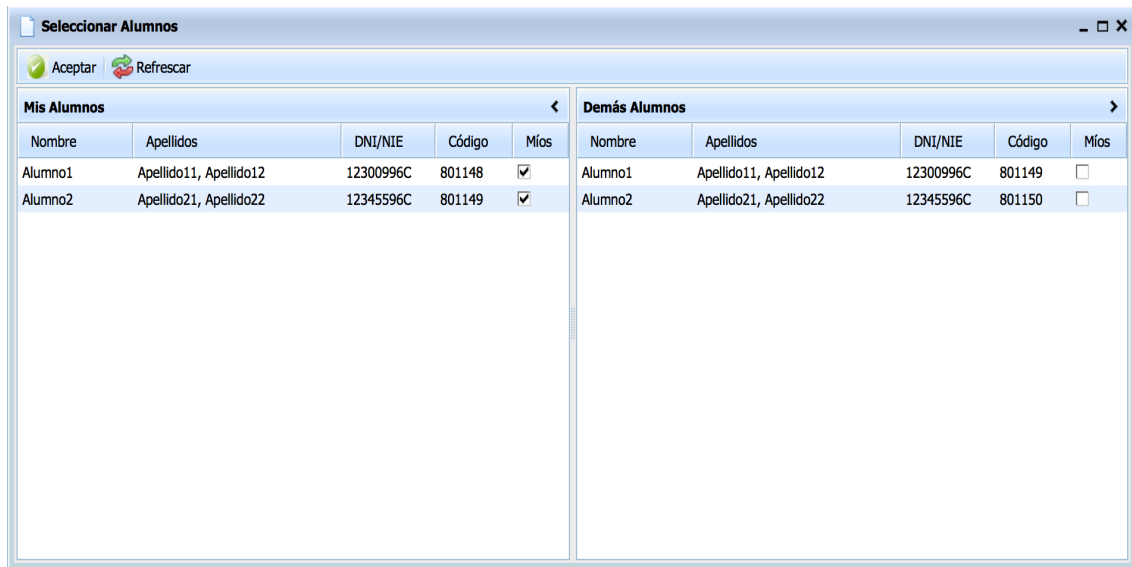 Seleccionar Alumnos
Aceptar Refrescar
Mis Alumnos Demás Alumnos
Nombre Apellidos DNI/NIE Código Míos Nombre Apellidos DNI/NIE Código Míos
Alumno1 Apellido11, Apellido12 12300996C 801148 Alumno1 Apellido11, Apellido12 12300996C 801149
Alumno2 Apellido21, Apellido22 12345596C 801149 Alumno2 Apellido21, Apellido22 12345596C 801150